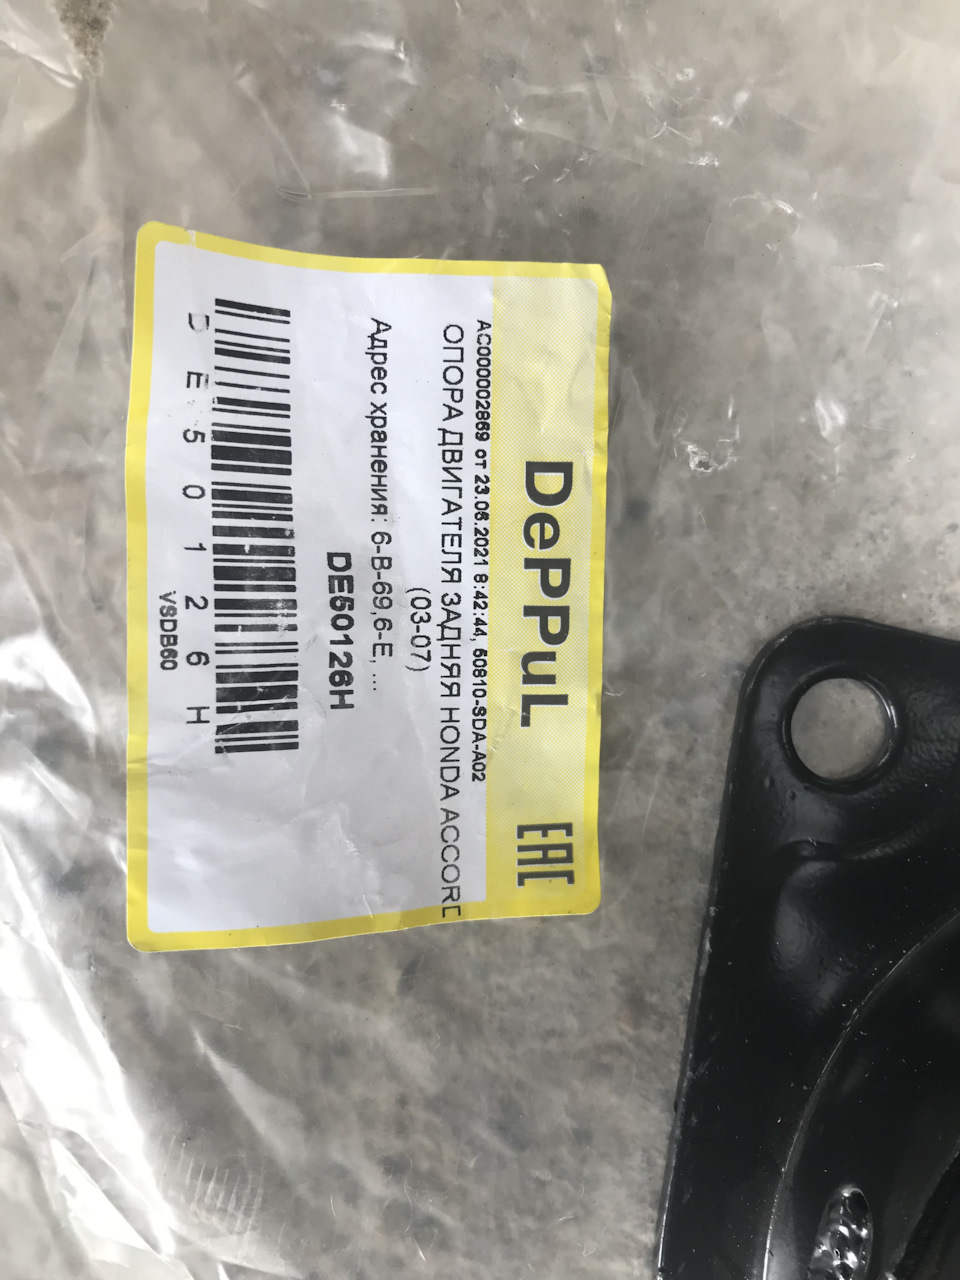 DePPuL
EAC
AC000002869 от 23.06.2021 8:42:44, 50810-SDA-A02
ОПОРА ДВИГАТЕЛЯ ЗАДНЯЯ HONDA ACCORD
(03-07)
Адрес хранения: 6-В-69,6-Е, ...
DE50126H
DE50126H
VSDB60